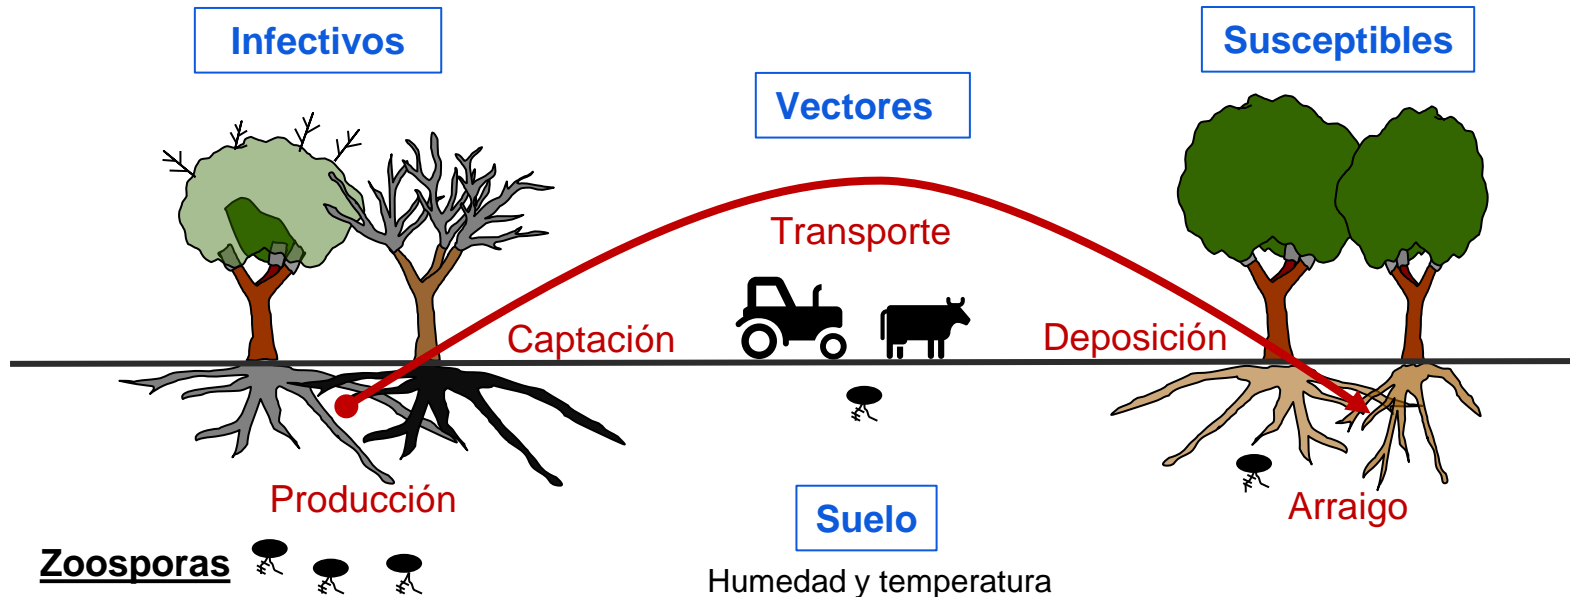 Infectivos
Vectores
Susceptibles
Transporte
Captación
Deposición
Producción
Suelo
Arraigo
Zoosporas
Humedad y temperatura